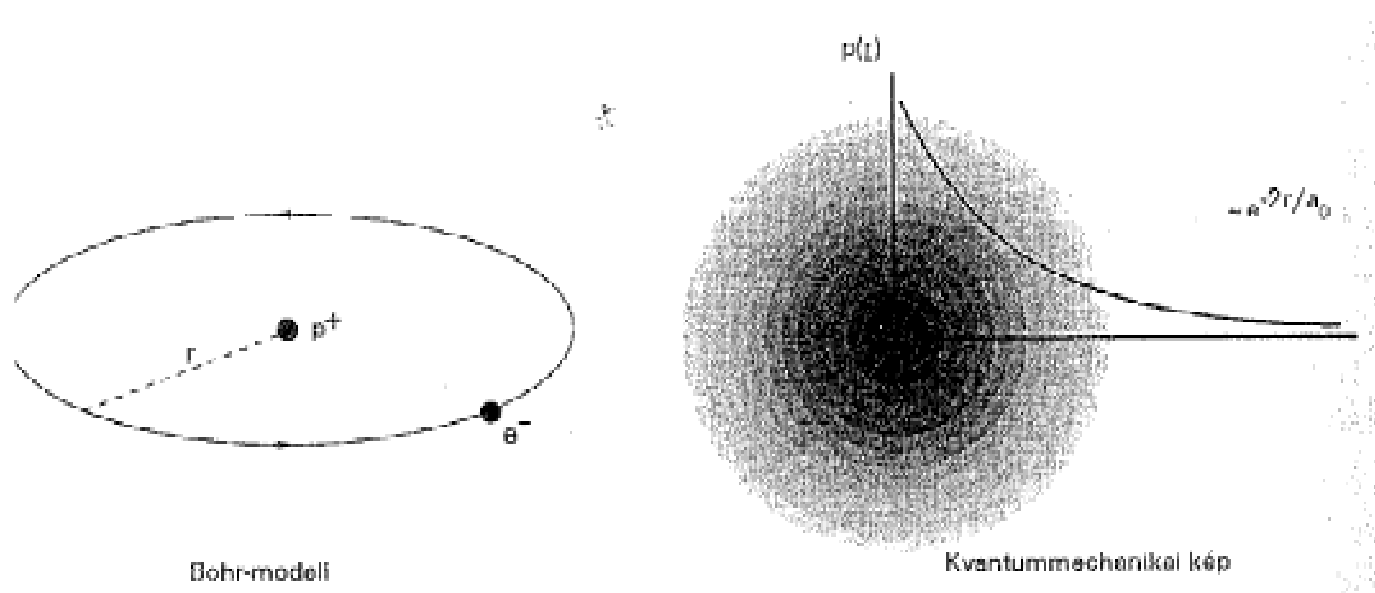 p(r)
~ e⁻²r/a₀
p+
r
e-
Bohr-modell
Kvantummechanikai kép